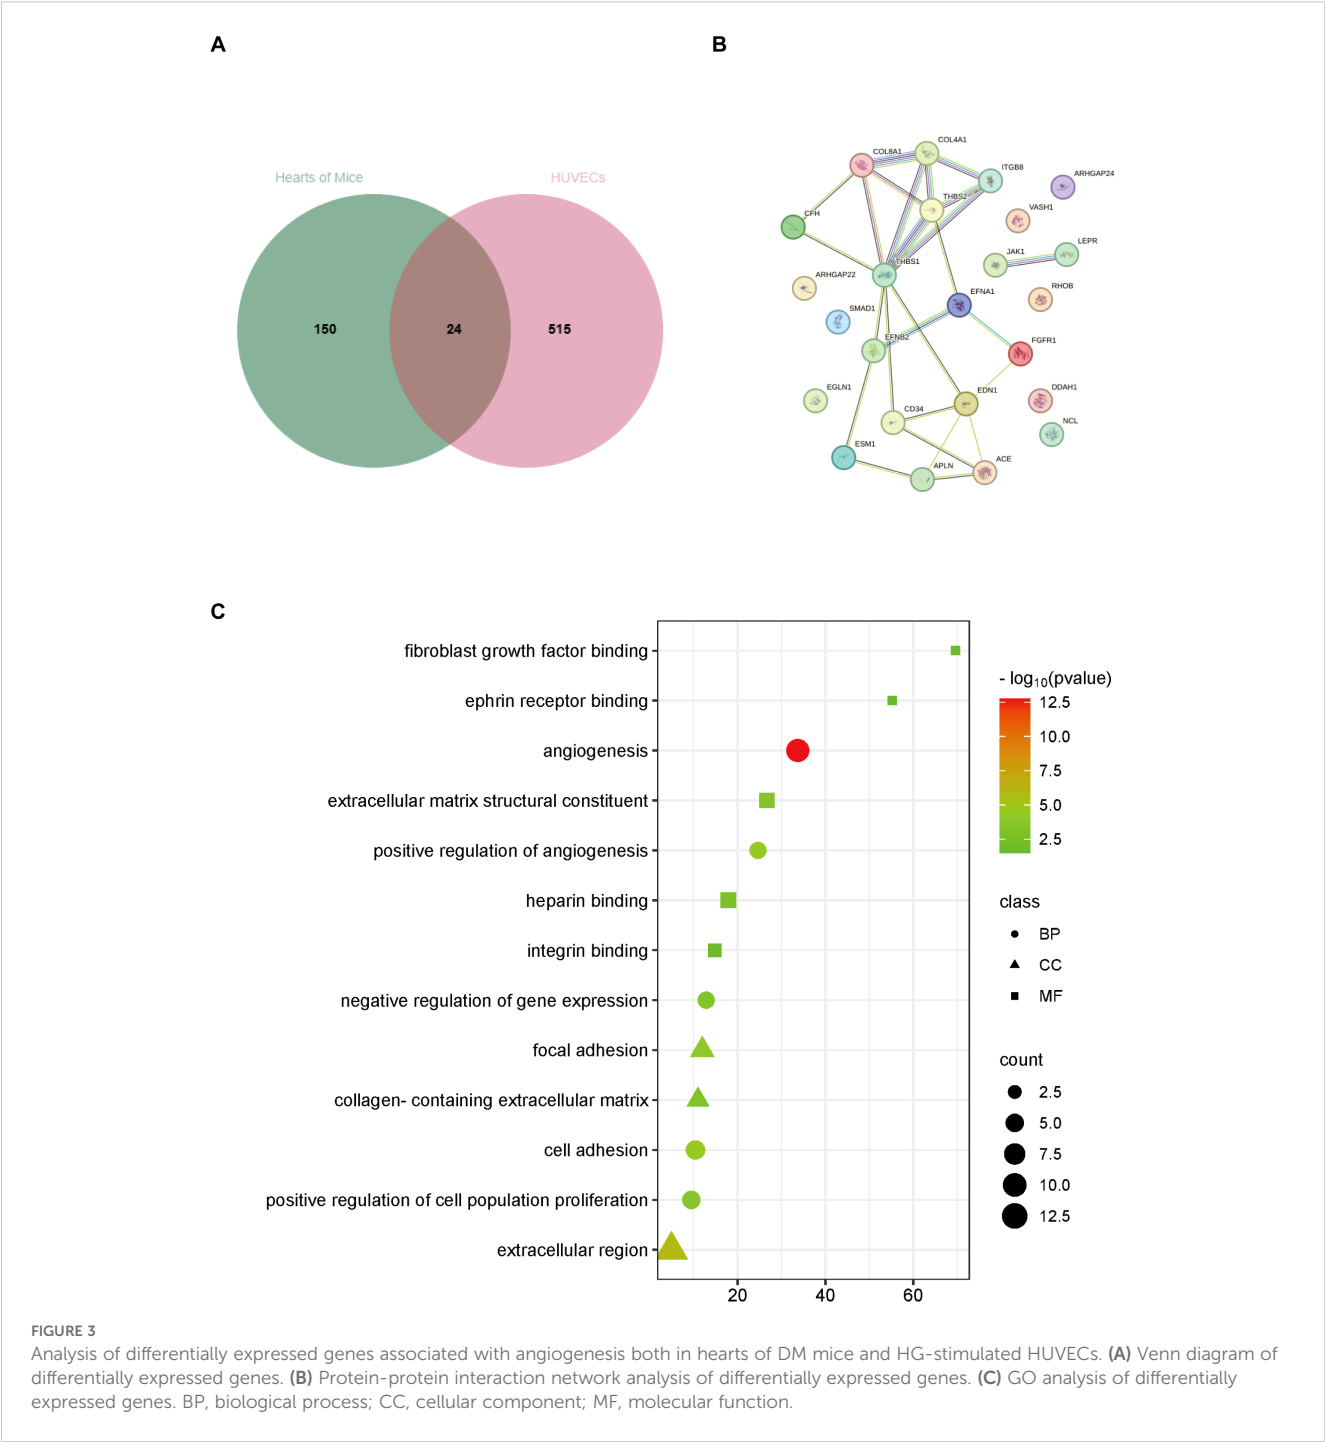 A
B
Hearts of Mice
HUVECs
150
24
515
COL8A1
COL4A1
ITGB8
ARHGAP24
THBS2
VASH1
CFH
JAK1
LEPR
THBS1
ARHGAP22
EFNA1
RHOB
SMAD1
EFNB2
FGFR1
EGLN1
EDN1
DDAH1
CD34
NCL
ESM1
APLN
ACE
C
fibroblast growth factor binding
ephrin receptor binding
angiogenesis
extracellular matrix structural constituent
positive regulation of angiogenesis
heparin binding
integrin binding
negative regulation of gene expression
focal adhesion
collagen- containing extracellular matrix
cell adhesion
positive regulation of cell population proliferation
extracellular region
20 40 60
- log10(pvalue)
12.5
10.0
7.5
5.0
2.5
class
BP
CC
MF
count
2.5
5.0
7.5
10.0
12.5
FIGURE 3
Analysis of differentially expressed genes associated with angiogenesis both in hearts of DM mice and HG-stimulated HUVECs. (A) Venn diagram of
differentially expressed genes. (B) Protein-protein interaction network analysis of differentially expressed genes. (C) GO analysis of differentially
expressed genes. BP, biological process; CC, cellular component; MF, molecular function.